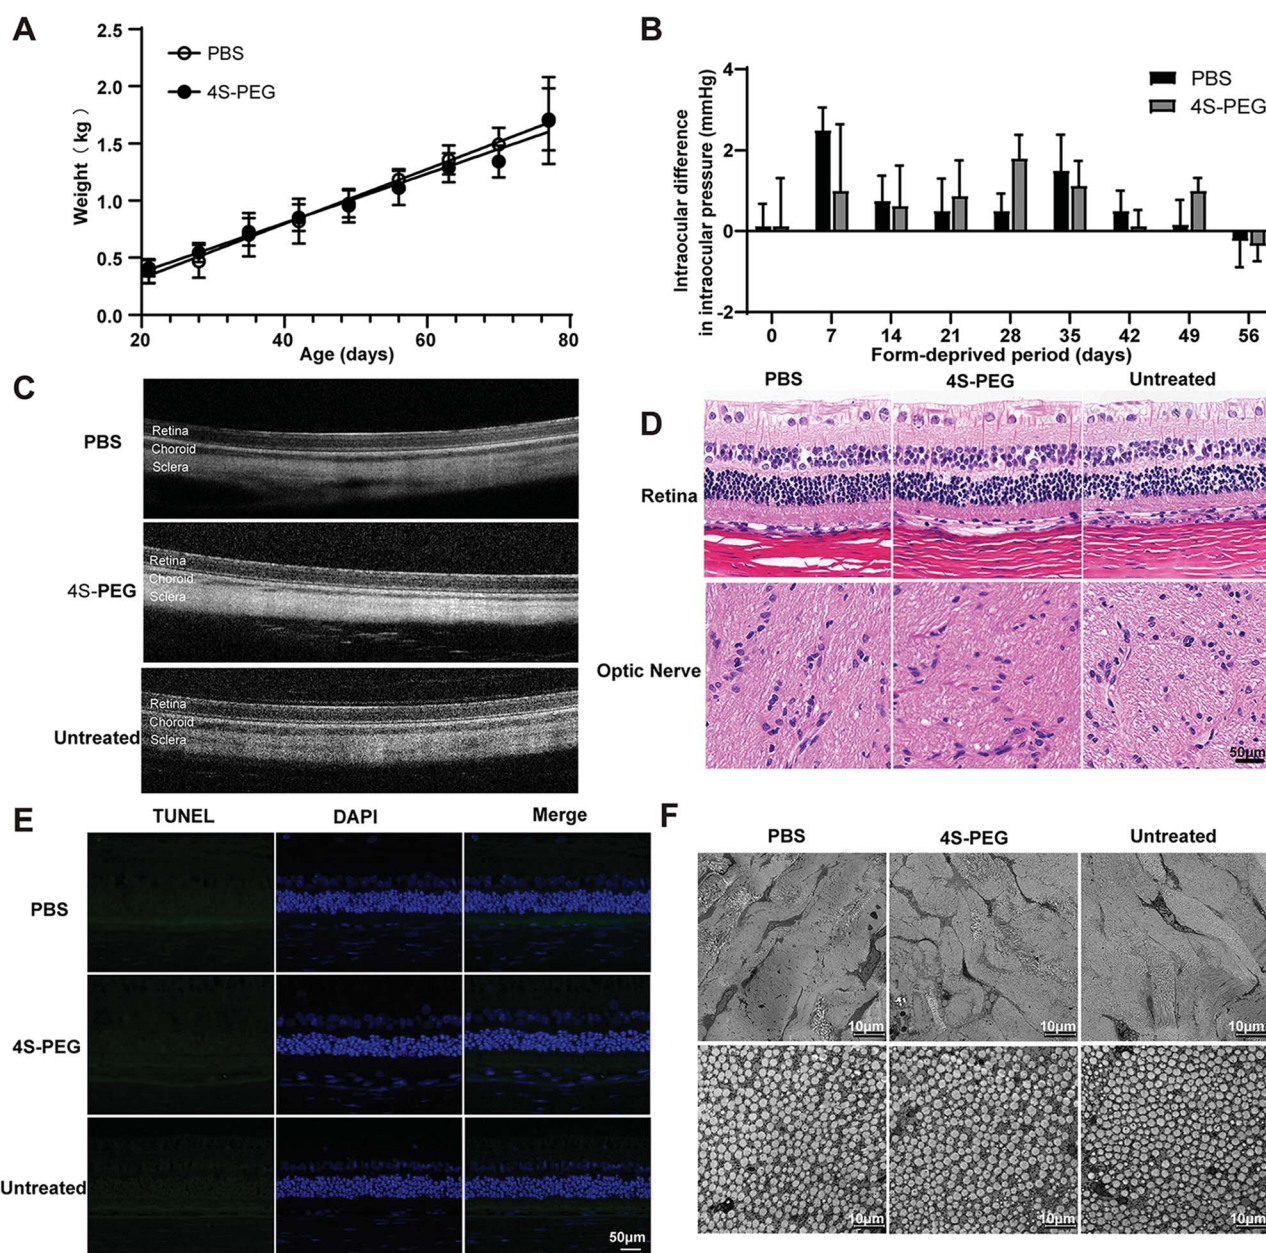 A
2.5
2.0
1.5
1.0
0.5
0.0
Weight ( kg )
PBS
4S-PEG
20
40
60
80
Age (days)
B
4
2
0
-2
Intraocular difference
in intraocular pressure (mmHg)
PBS
4S-PEG
0
7
14
21
28
35
42
49
56
Form-deprived period (days)
C
PBS
Retina
Choroid
Sclera
4S-PEG
Retina
Choroid
Sclera
Untreated
Retina
Choroid
Sclera
D
PBS
4S-PEG
Untreated
Retina
Optic Nerve
50μm
E
TUNEL
DAPI
Merge
PBS
4S-PEG
Untreated
50μm
F
PBS
4S-PEG
Untreated
10μm
10μm
10μm
10μm
10μm
10μm